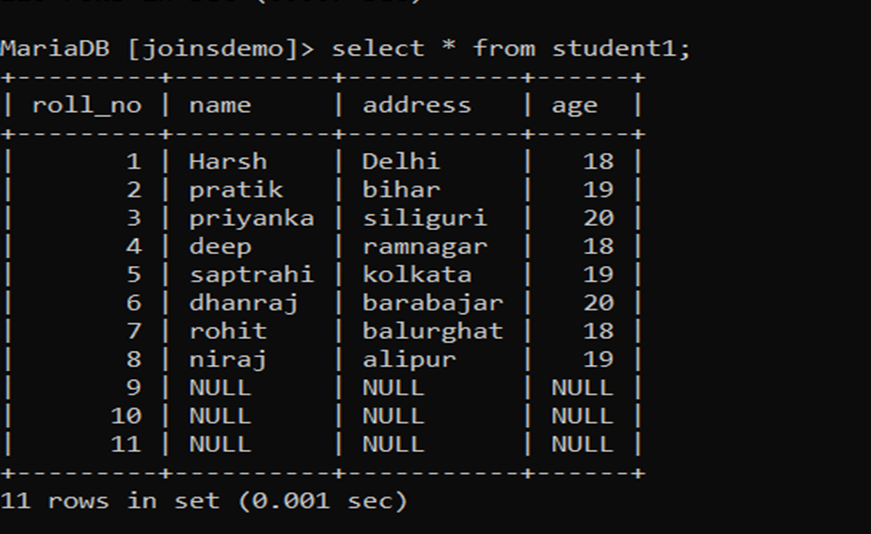 MariaDB [joinsdemo]> select * from student1;
+---------+----------+-----------+------+
| roll_no | name     | address   | age  |
+---------+----------+-----------+------+
|       1 | Harsh    | Delhi     |   18 |
|       2 | pratik   | bihar     |   19 |
|       3 | priyanka | siliguri  |   20 |
|       4 | deep     | ramnagar  |   18 |
|       5 | saptrahi | kolkata   |   19 |
|       6 | dhanraj  | barabajar |   20 |
|       7 | rohit    | balurghat |   18 |
|       8 | niraj    | alipur    |   19 |
|       9 | NULL     | NULL      | NULL |
|      10 | NULL     | NULL      | NULL |
|      11 | NULL     | NULL      | NULL |
+---------+----------+-----------+------+
11 rows in set (0.001 sec)